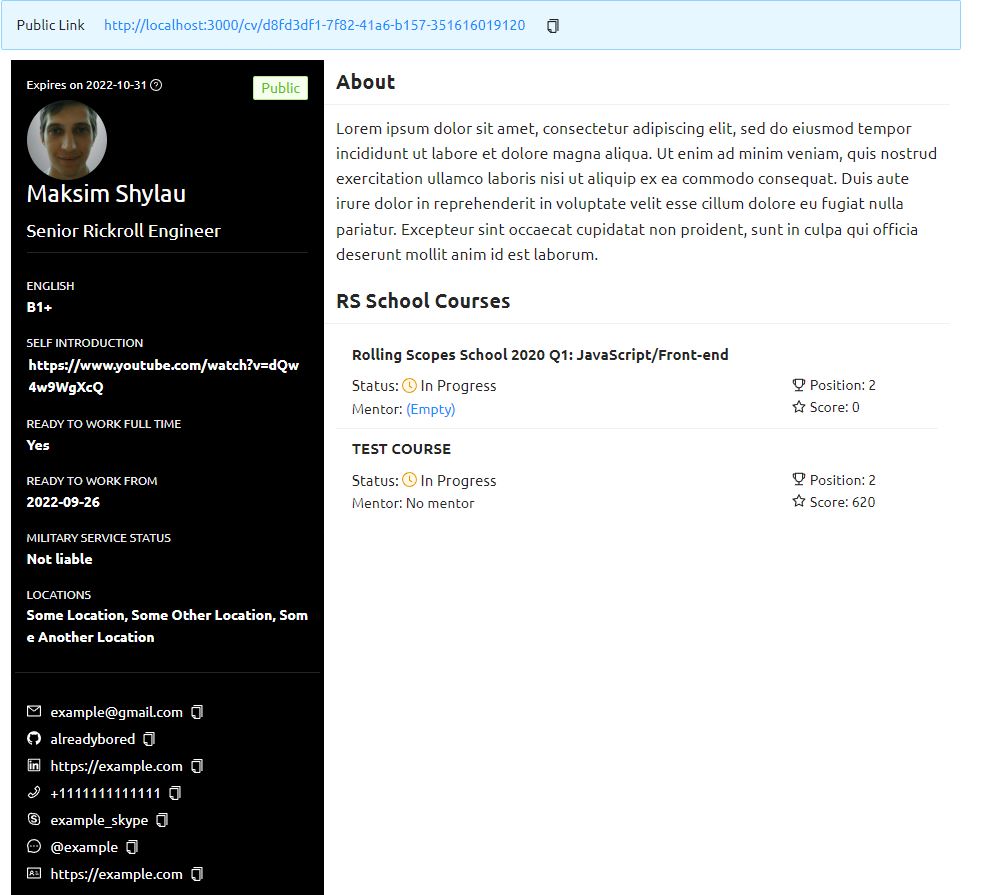 Public Link http://localhost:3000/cv/d8fd3df1-7f82-41a6-b157-351616019120
Expires on 2022-10-31
Public
Maksim Shylau
Senior Rickroll Engineer
ENGLISH
B1+
SELF INTRODUCTION
https://www.youtube.com/watch?v=dQw
4w9WgXcQ
READY TO WORK FULL TIME
Yes
READY TO WORK FROM
2022-09-26
MILITARY SERVICE STATUS
Not liable
LOCATIONS
Some Location, Some Other Location, Som
e Another Location
example@gmail.com
alreadybored
https://example.com
+1111111111111
example_skype
@example
https://example.com
About
Lorem ipsum dolor sit amet, consectetur adipiscing elit, sed do eiusmod tempor
incididunt ut labore et dolore magna aliqua. Ut enim ad minim veniam, quis nostrud
exercitation ullamco laboris nisi ut aliquip ex ea commodo consequat. Duis aute
irure dolor in reprehenderit in voluptate velit esse cillum dolore eu fugiat nulla
pariatur. Excepteur sint occaecat cupidatat non proident, sunt in culpa qui officia
deserunt mollit anim id est laborum.
RS School Courses
Rolling Scopes School 2020 Q1: JavaScript/Front-end
Status: In Progress
Mentor: (Empty)
Position: 2
Score: 0
TEST COURSE
Status: In Progress
Mentor: No mentor
Position: 2
Score: 620